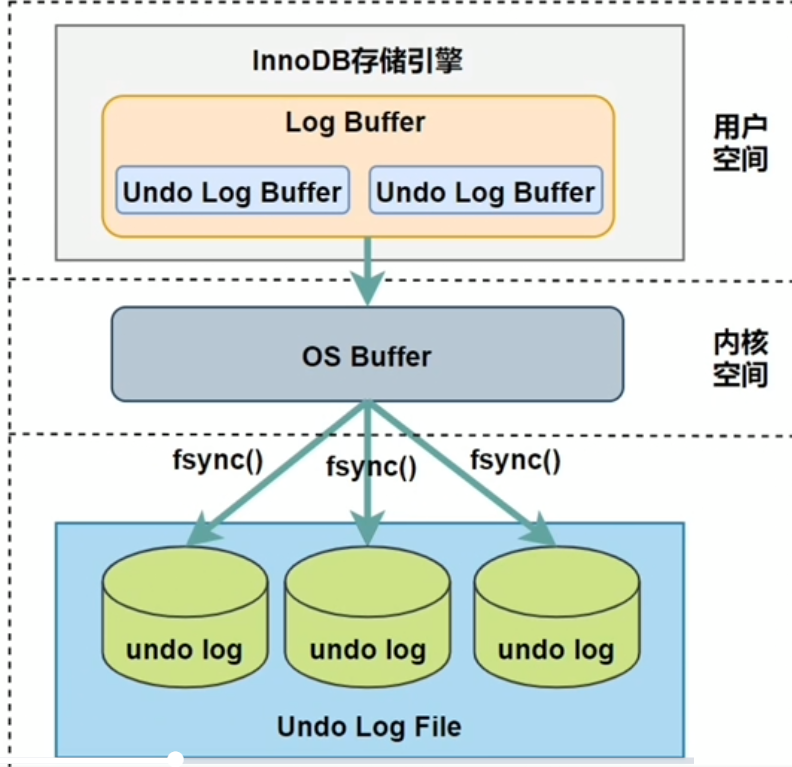 InnoDB存储引擎
Log Buffer
用户
空间
Undo Log Buffer
Undo Log Buffer
OS Buffer
内核
空间
fsync()
fsync()
fsync()
undo log
undo log
undo log
Undo Log File